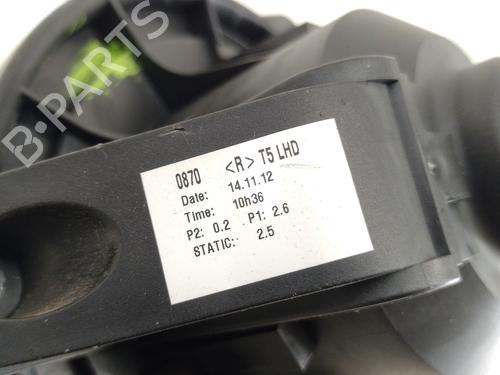 B-PARTS
0870 <R> T5 LHD
Date: 14.11.12
Time: 10h36
P2: 0.2 P1: 2.6
STATIC: 2.5